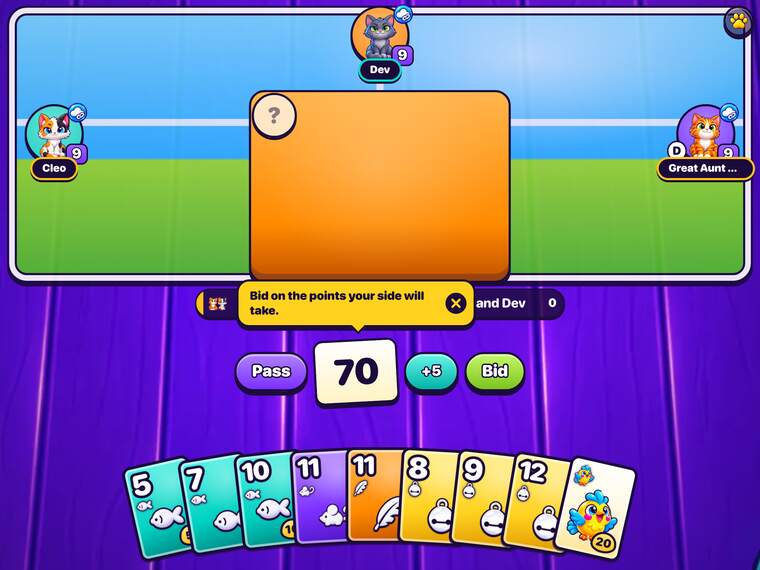 Dev
9
?
Cleo
9
D
9
Great Aunt ...
Bid on the points your side will
take.
and Dev 0
Pass
70
+5
Bid
5
7
10
11
11
8
9
12
20